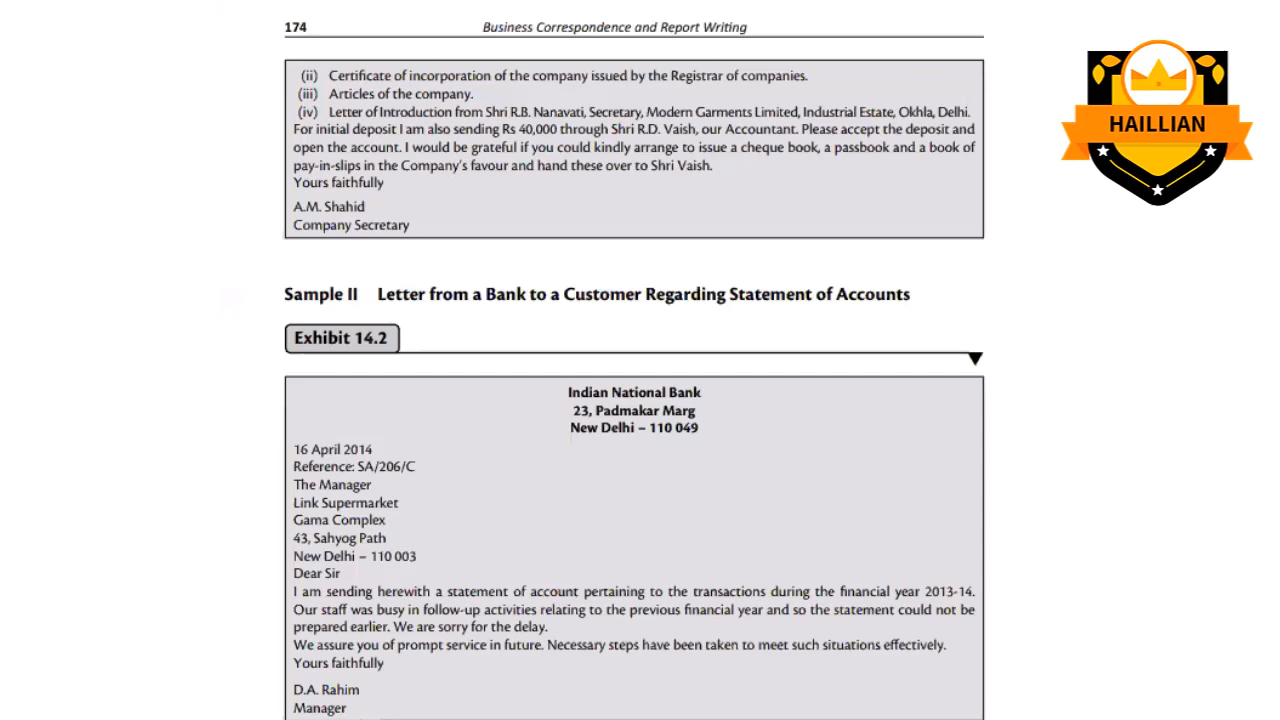 174 Business Correspondence and Report Writing
(ii) Certificate of incorporation of the company issued by the Registrar of companies.
(iii) Articles of the company.
(iv) Letter of Introduction from Shri R.B. Nanavati, Secretary, Modern Garments Limited, Industrial Estate, Okhla, Delhi.
For initial deposit I am also sending Rs 40,000 through Shri R.D. Vaish, our Accountant. Please accept the deposit and
open the account. I would be grateful if you could kindly arrange to issue a cheque book, a passbook and a book of
pay-in-slips in the Company's favour and hand these over to Shri Vaish.
Yours faithfully
A.M. Shahid
Company Secretary
HAILLIAN
Sample II Letter from a Bank to a Customer Regarding Statement of Accounts
Exhibit 14.2
Indian National Bank
23, Padmakar Marg
New Delhi – 110 049
16 April 2014
Reference: SA/206/C
The Manager
Link Supermarket
Gama Complex
43, Sahyog Path
New Delhi – 110 003
Dear Sir
I am sending herewith a statement of account pertaining to the transactions during the financial year 2013-14.
Our staff was busy in follow-up activities relating to the previous financial year and so the statement could not be
prepared earlier. We are sorry for the delay.
We assure you of prompt service in future. Necessary steps have been taken to meet such situations effectively.
Yours faithfully
D.A. Rahim
Manager